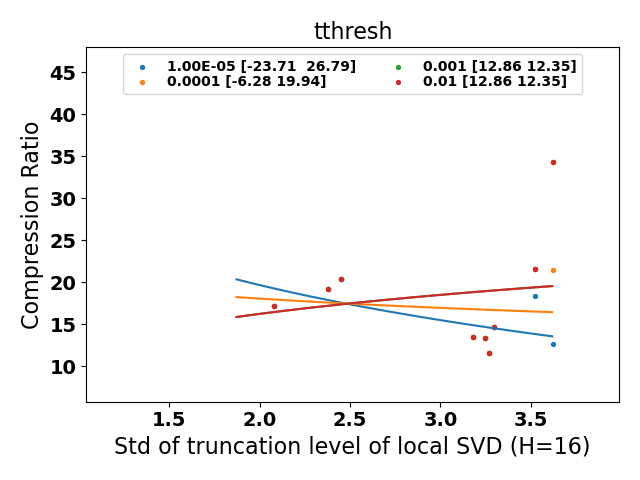 tthresh
1.00E-05 [-23.71  26.79]
0.0001 [-6.28 19.94]
0.001 [12.86 12.35]
0.01 [12.86 12.35]
Compression Ratio
45
40
35
30
25
20
15
10
1.5 2.0 2.5 3.0 3.5
Std of truncation level of local SVD (H=16)